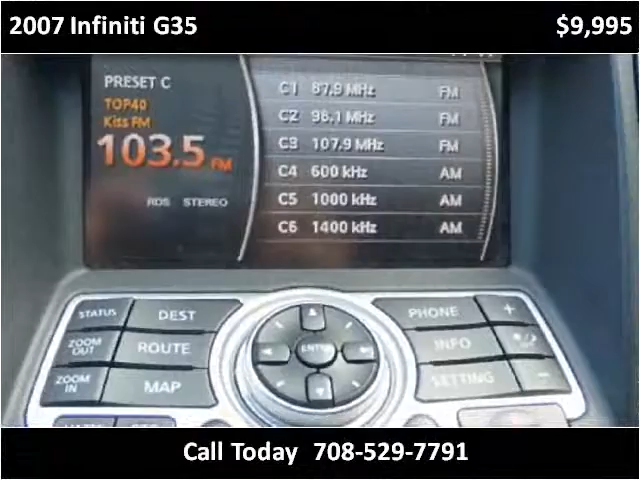 2007 Infiniti G35 $9,995
PRESET C
TOP40
Kiss FM
103.5 FM
RDS STEREO
C1 87.9 MHz FM
C2 98.1 MHz FM
C3 107.9 MHz FM
C4 600 kHz AM
C5 1000 kHz AM
C6 1400 kHz AM
STATUS DEST
ZOOM OUT ROUTE
ZOOM IN MAP
ENTER
PHONE +
INFO
SETTING -
Call Today 708-529-7791